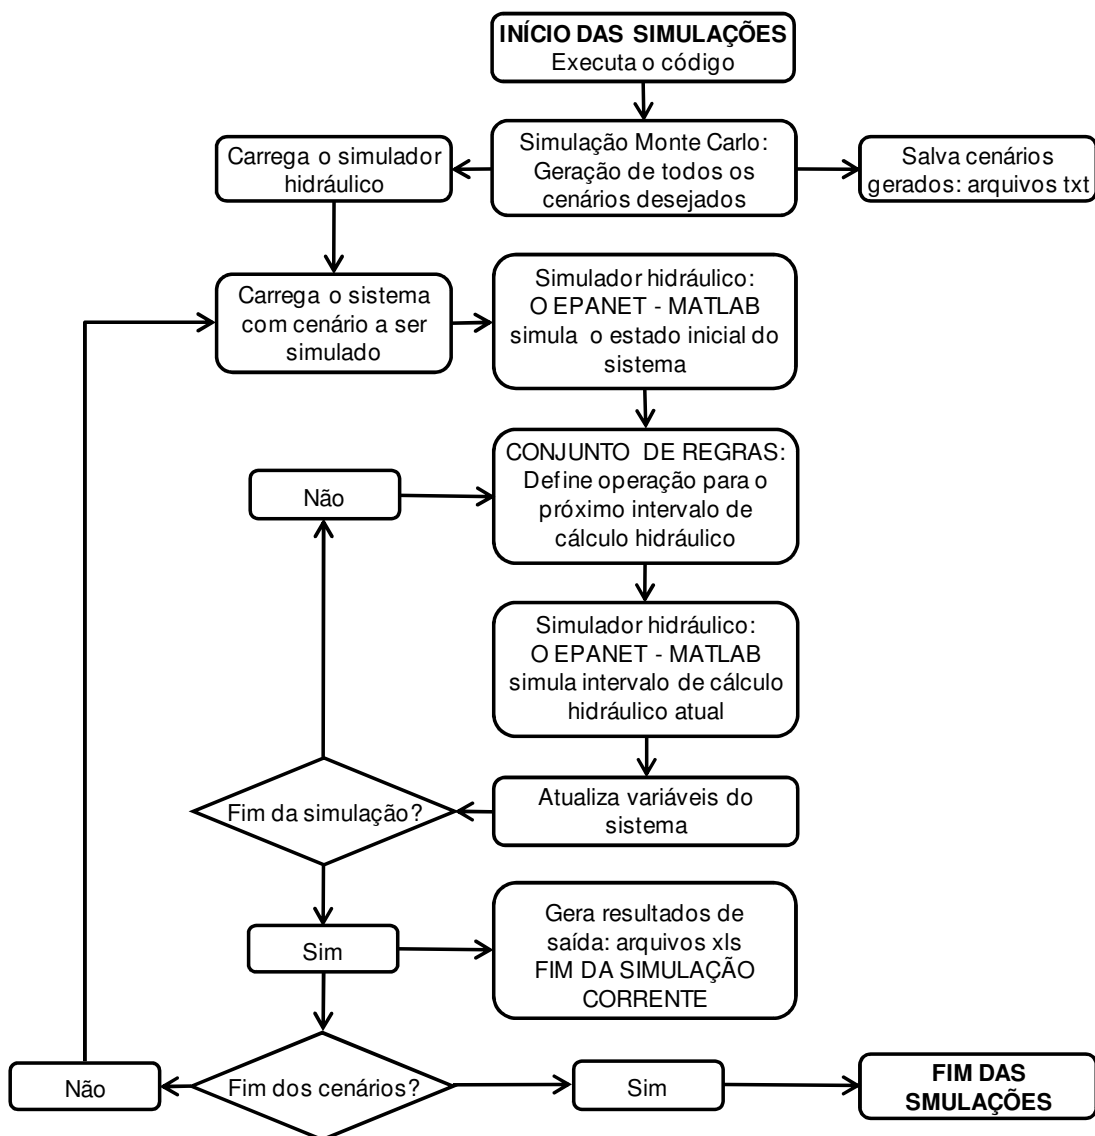 INÍCIO DAS SIMULAÇÕES
Executa o código
Carrega o simulador
hidráulico
Simulação Monte Carlo:
Geração de todos os
cenários desejados
Salva cenários
gerados: arquivos txt
Carrega o sistema
com cenário a ser
simulado
Simulador hidráulico:
O EPANET - MATLAB
simula o estado inicial do
sistema
Não
CONJUNTO DE REGRAS:
Define operação para o
próximo intervalo de
cálculo hidráulico
Simulador hidráulico:
O EPANET - MATLAB
simula intervalo de cálculo
hidráulico atual
Fim da simulação?
Atualiza variáveis do
sistema
Sim
Gera resultados de
saída: arquivos xls
FIM DA SIMULAÇÃO
CORRENTE
Não
Fim dos cenários?
Sim
FIM DAS
SMULAÇÕES